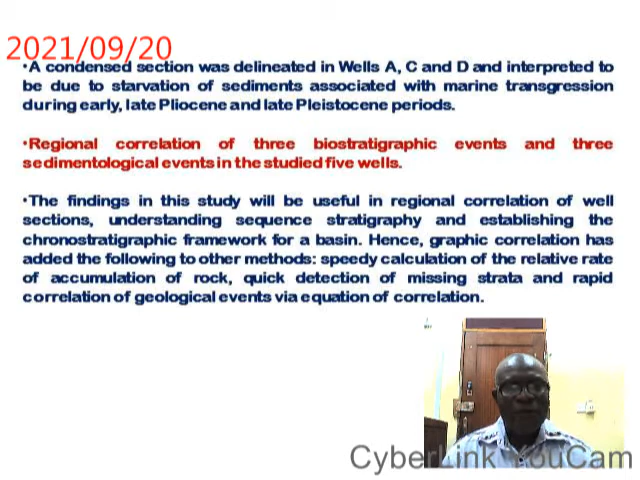 2021/09/20
•A condensed section was delineated in Wells A, C and D and interpreted to
be due to starvation of sediments associated with marine transgression
during early, late Pliocene and late Pleistocene periods.
•Regional correlation of three biostratigraphic events and three
sedimentological events in the studied five wells.
•The findings in this study will be useful in regional correlation of well
sections, understanding sequence stratigraphy and establishing the
chronostratigraphic framework for a basin. Hence, graphic correlation has
added the following to other methods: speedy calculation of the relative rate
of accumulation of rock, quick detection of missing strata and rapid
correlation of geological events via equation of correlation.
CyberLink YouCam